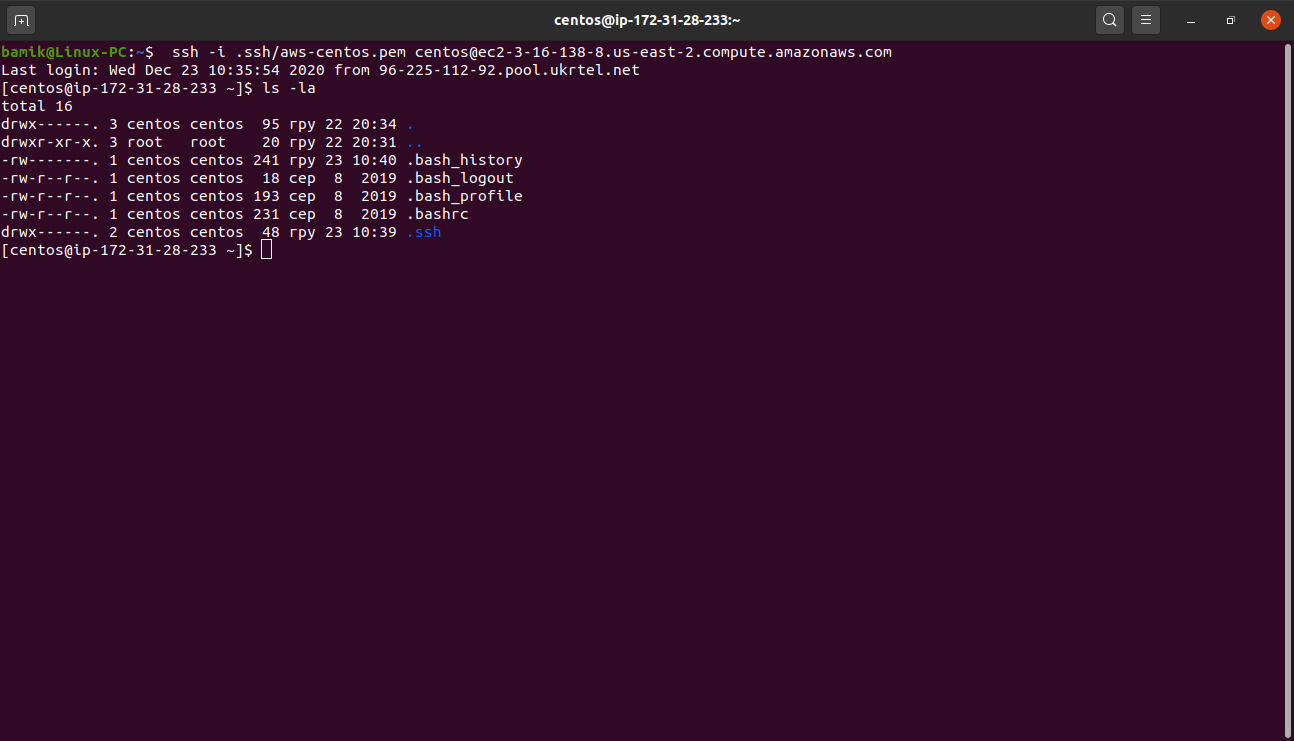 centos@ip-172-31-28-233:~
bamik@Linux-PC:~$  ssh -i .ssh/aws-centos.pem centos@ec2-3-16-138-8.us-east-2.compute.amazonaws.com
Last login: Wed Dec 23 10:35:54 2020 from 96-225-112-92.pool.ukrtel.net
[centos@ip-172-31-28-233 ~]$ ls -la
total 16
drwx------. 3 centos centos  95 гру 22 20:34 .
drwxr-xr-x. 3 root   root    20 гру 22 20:31 ..
-rw-------. 1 centos centos 241 гру 23 10:40 .bash_history
-rw-r--r--. 1 centos centos  18 сер  8  2019 .bash_logout
-rw-r--r--. 1 centos centos 193 сер  8  2019 .bash_profile
-rw-r--r--. 1 centos centos 231 сер  8  2019 .bashrc
drwx------. 2 centos centos  48 гру 23 10:39 .ssh
[centos@ip-172-31-28-233 ~]$